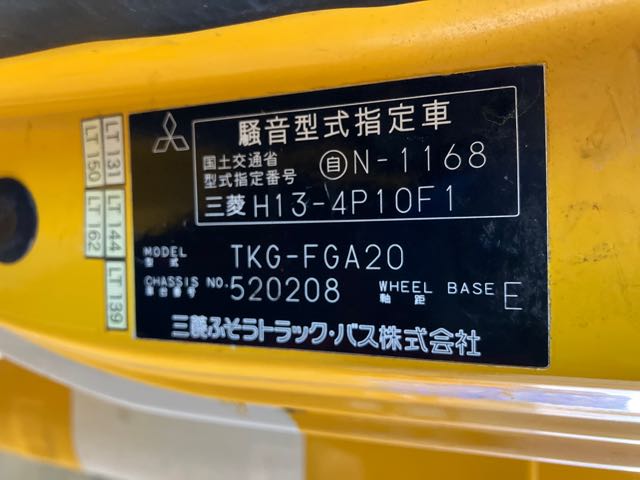 騒音型式指定車
国土交通省
型式指定番号
自N-1168
三菱 H13-4P10F1
MODEL
型式
TKG-FGA20
CHASSIS NO.
車台番号
520208
WHEEL BASE
軸距
E
三菱ふそうトラック・バス株式会社
LT 131
LT 150
LT 144
LT 162
LT 139